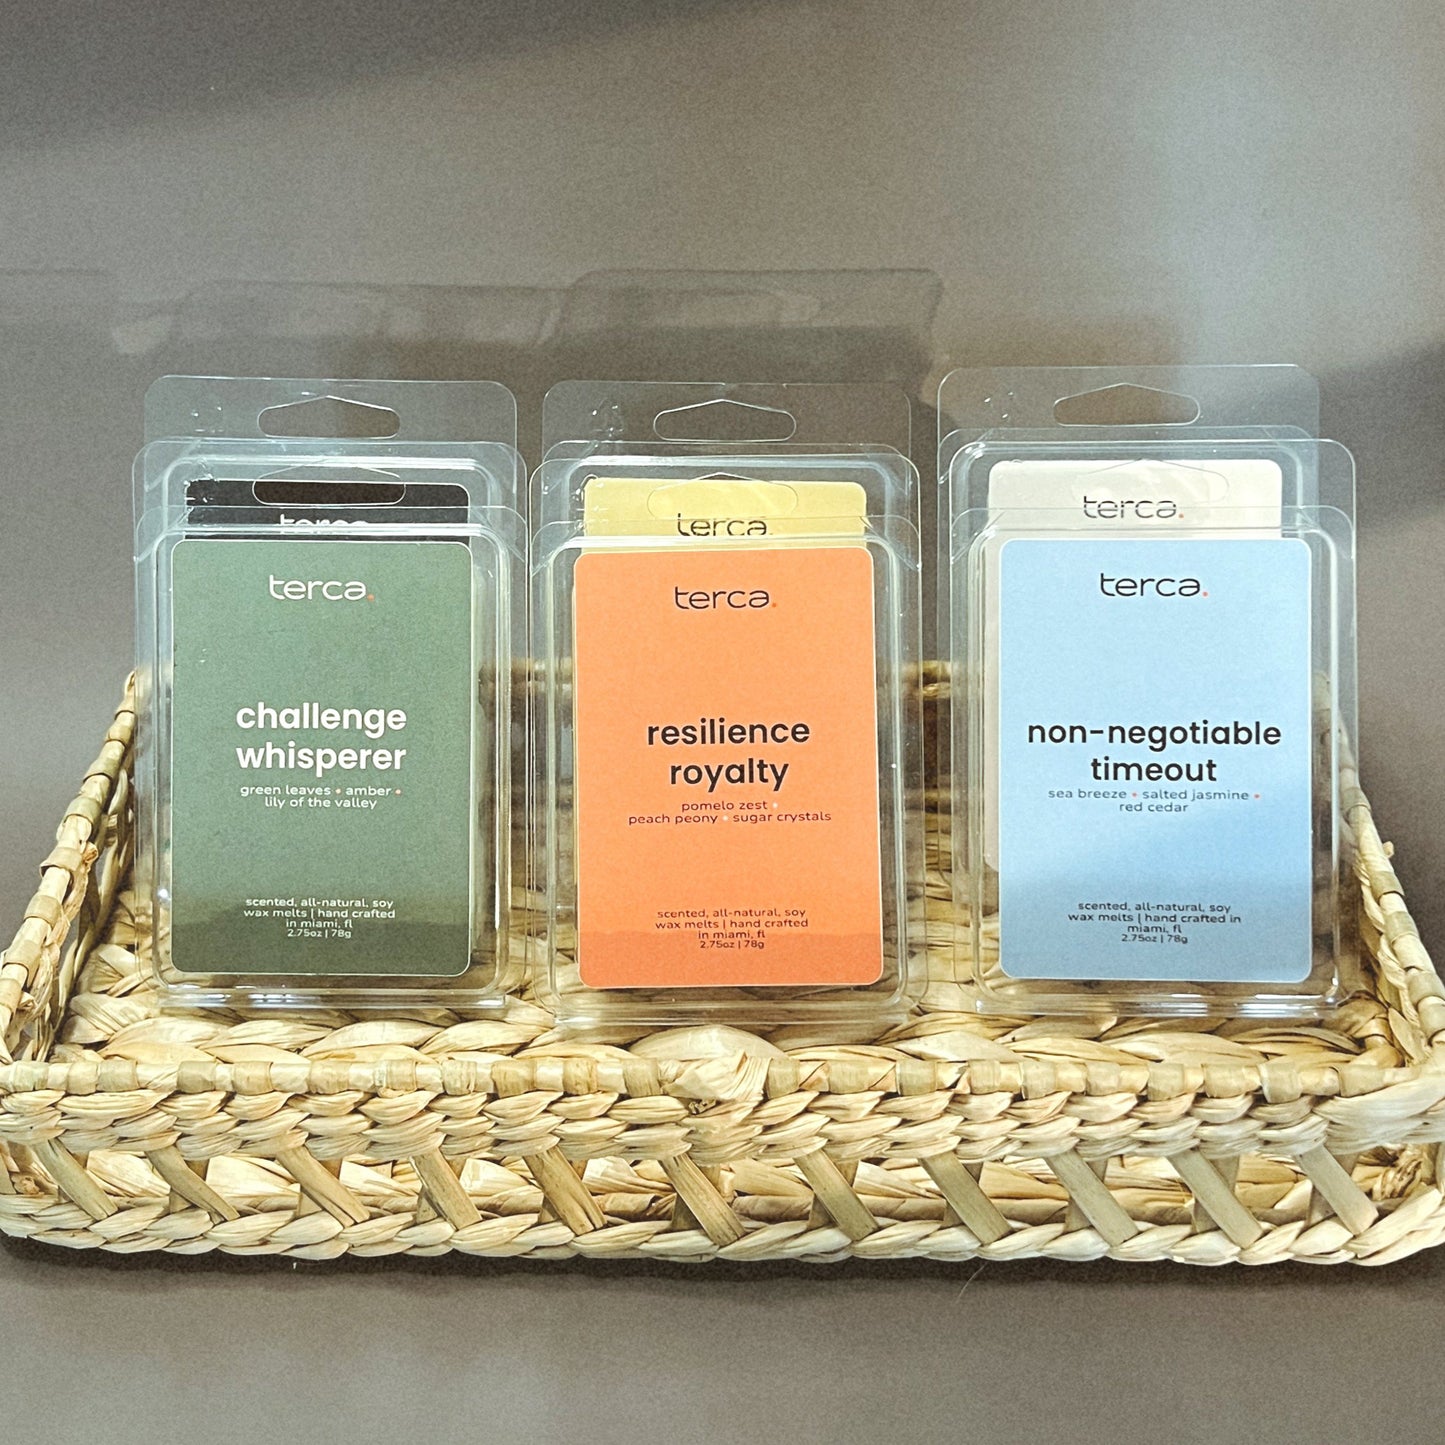 terca.
terca.
terca.
terca.
challenge
whisperer
green leaves • amber •
lily of the valley
scented, all-natural, soy
wax melts | hand crafted
in miami, fl
2.75oz | 78g
terca.
resilience
royalty
pomelo zest •
peach peony • sugar crystals
scented, all-natural, soy
wax melts | hand crafted
in miami, fl
2.75oz | 78g
terca.
non-negotiable
timeout
sea breeze • salted jasmine •
red cedar
scented, all-natural, soy
wax melts | hand crafted in
miami, fl
2.75oz | 78g